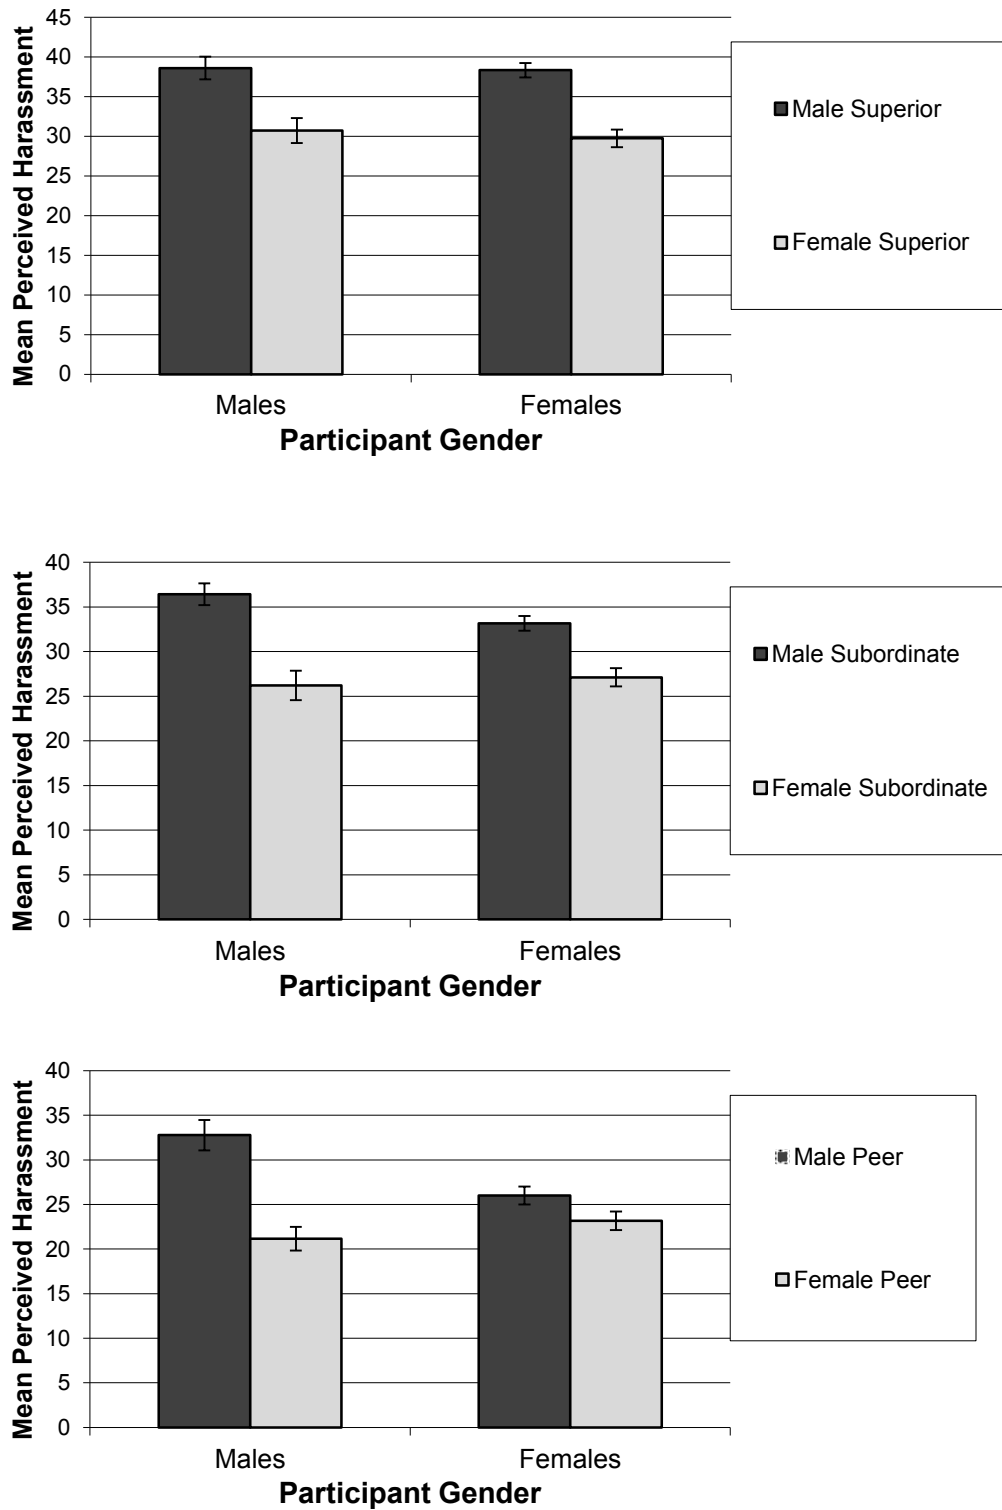 Mean Perceived Harassment
45
40
35
30
25
20
15
10
5
0
Males
Females
Participant Gender
Male Superior
Female Superior
Mean Perceived Harassment
40
35
30
25
20
15
10
5
0
Males
Females
Participant Gender
Male Subordinate
Female Subordinate
Mean Perceived Harassment
40
35
30
25
20
15
10
5
0
Males
Females
Participant Gender
Male Peer
Female Peer